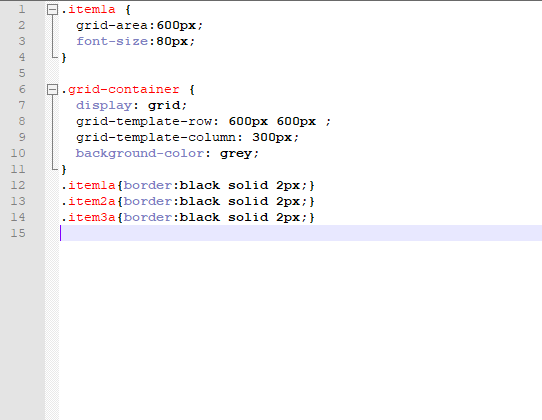 1 .item1a {
2 grid-area:600px;
3 font-size:80px;
4 }
5
6 .grid-container {
7 display: grid;
8 grid-template-row: 600px 600px ;
9 grid-template-column: 300px;
10 background-color: grey;
11 }
12 .item1a{border:black solid 2px;}
13 .item2a{border:black solid 2px;}
14 .item3a{border:black solid 2px;}
15